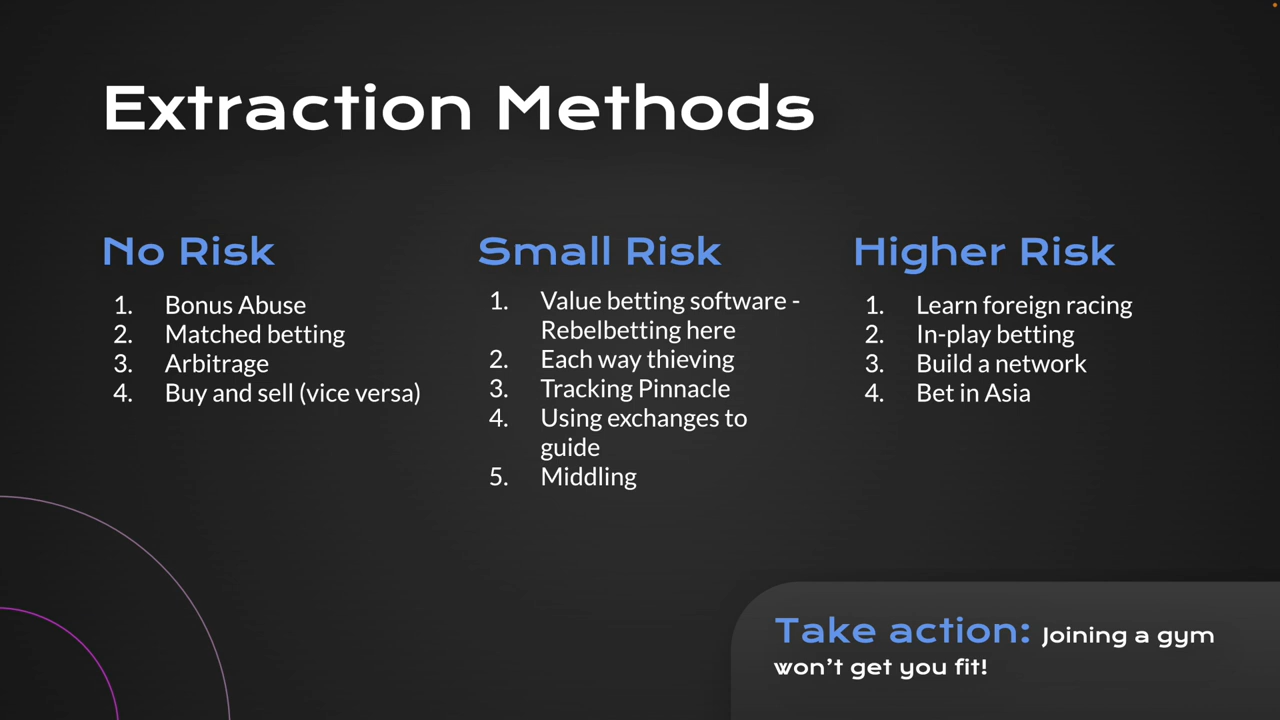 Extraction Methods
No Risk
1. Bonus Abuse
2. Matched betting
3. Arbitrage
4. Buy and sell (vice versa)
Small Risk
1. Value betting software -
Rebelbetting here
2. Each way thieving
3. Tracking Pinnacle
4. Using exchanges to
guide
5. Middling
Higher Risk
1. Learn foreign racing
2. In-play betting
3. Build a network
4. Bet in Asia
Take action: Joining a gym
won't get you fit!